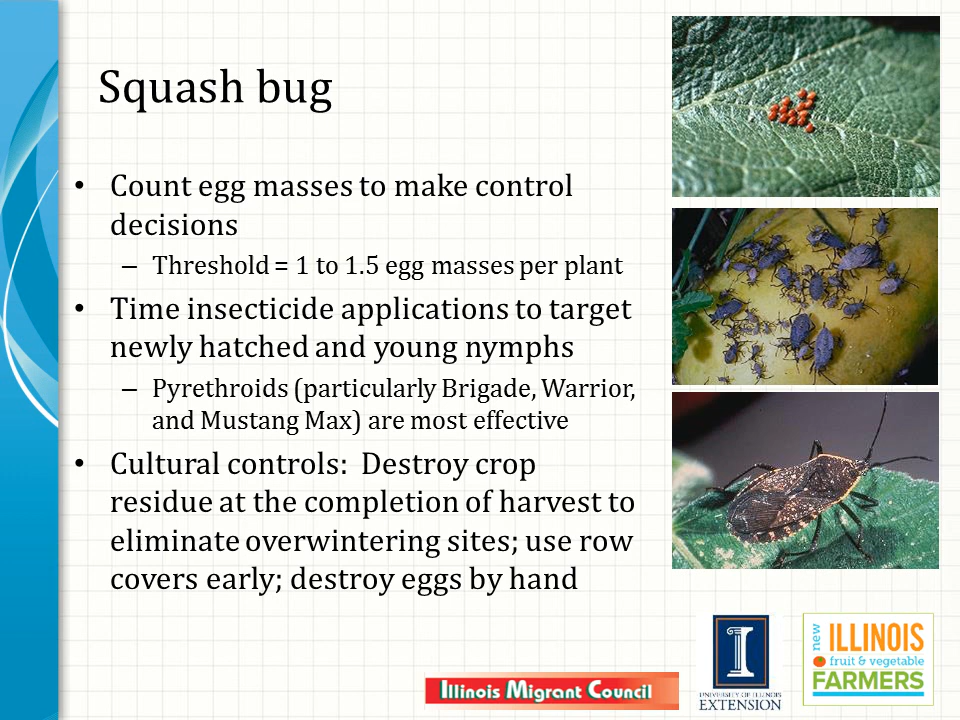 Squash bug
• Count egg masses to make control
decisions
– Threshold = 1 to 1.5 egg masses per plant
• Time insecticide applications to target
newly hatched and young nymphs
– Pyrethroids (particularly Brigade, Warrior,
and Mustang Max) are most effective
• Cultural controls:  Destroy crop
residue at the completion of harvest to
eliminate overwintering sites; use row
covers early; destroy eggs by hand
Illinois Migrant Council
I
UNIVERSITY OF ILLINOIS
EXTENSION
new
ILLINOIS
fruit & vegetable
FARMERS